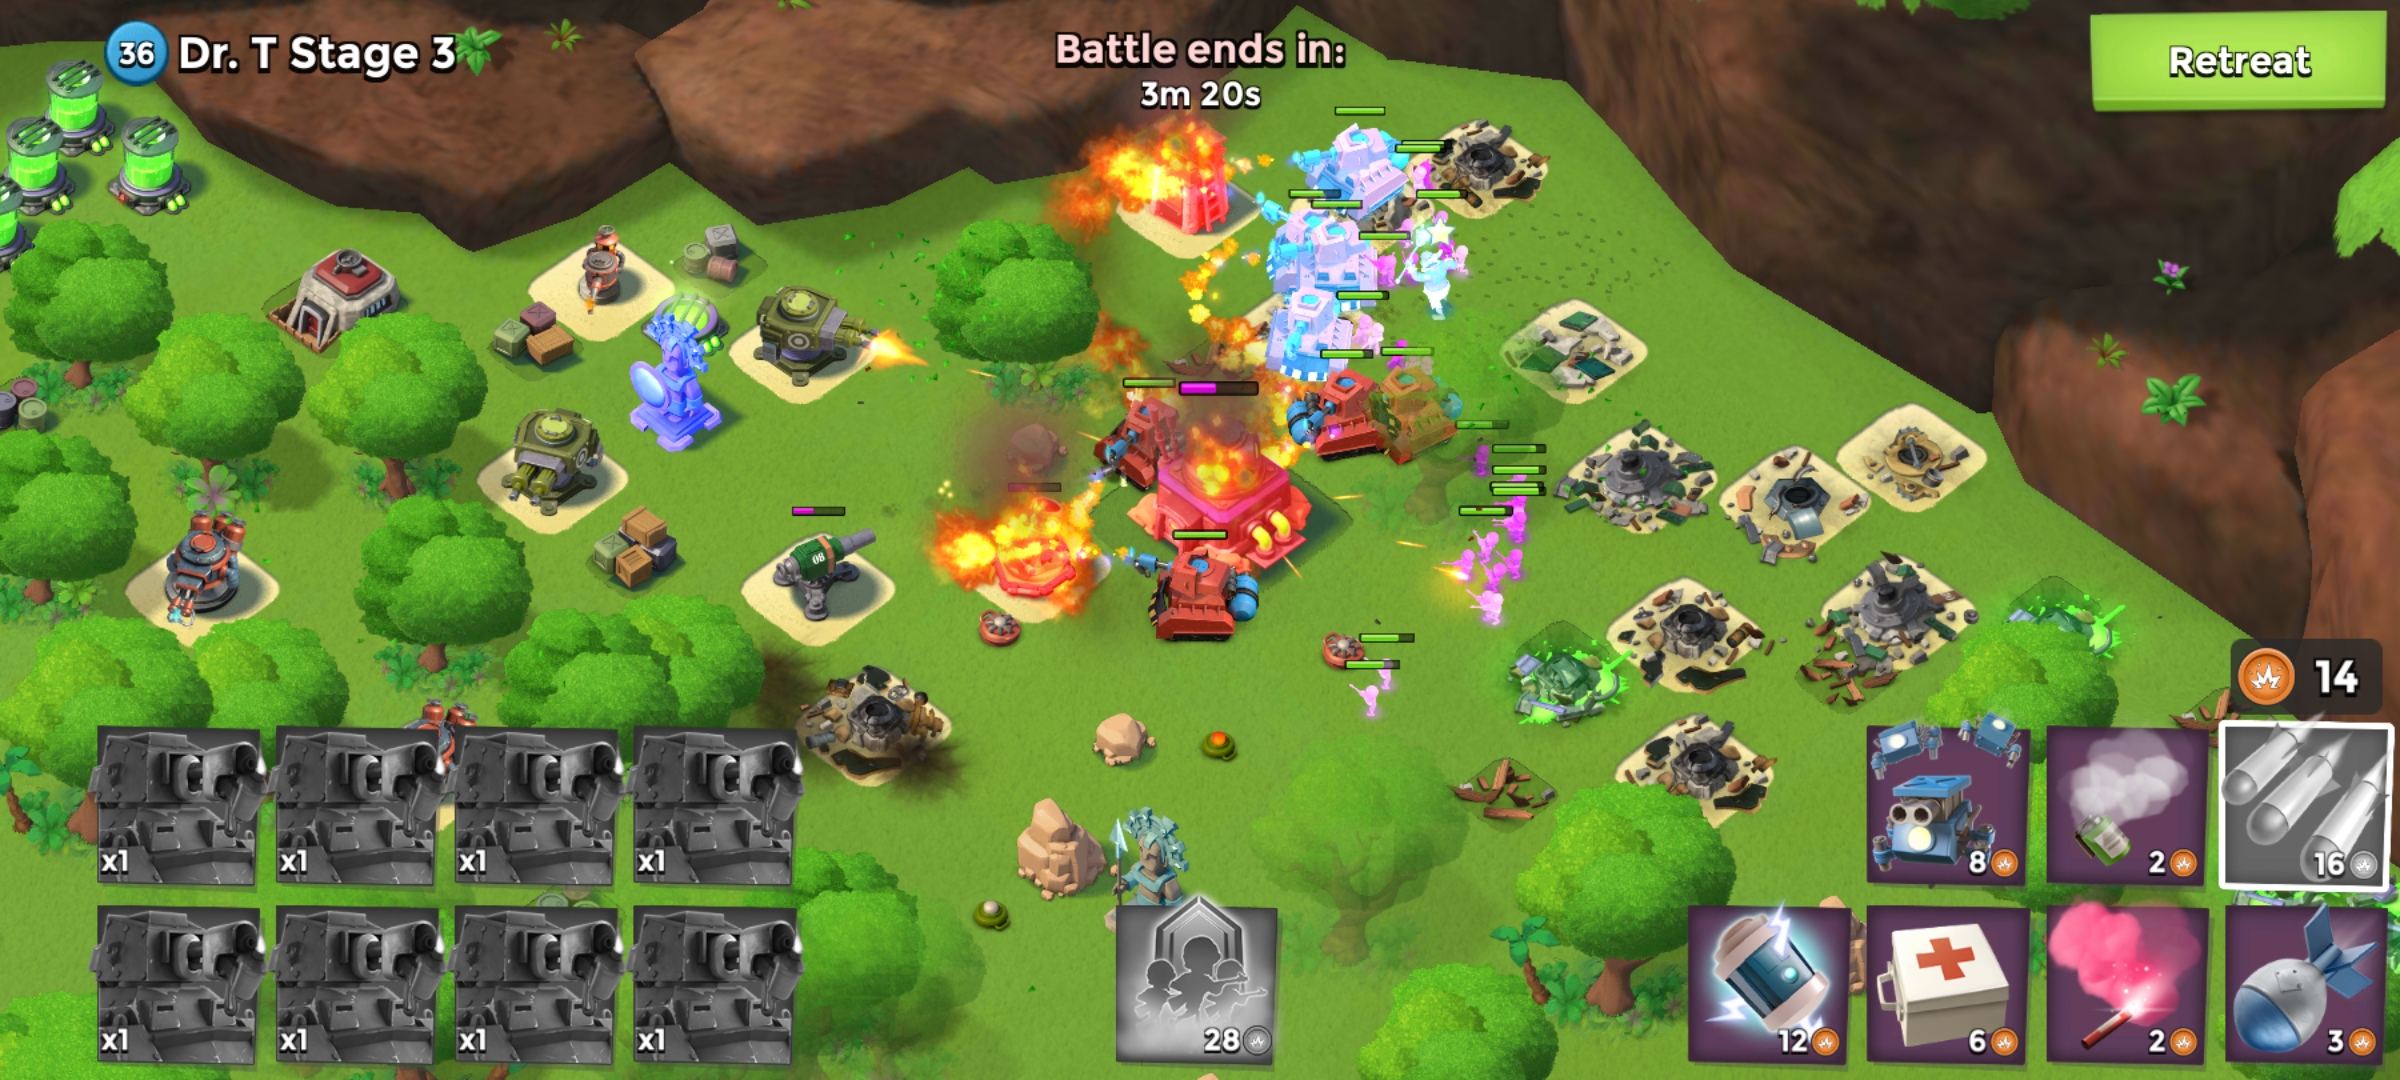 36 Dr. T Stage 3
Battle ends in:
3m 20s
Retreat
08
14
x1 x1 x1 x1
8 2 16
x1 x1 x1 x1
28
12 6 2 3